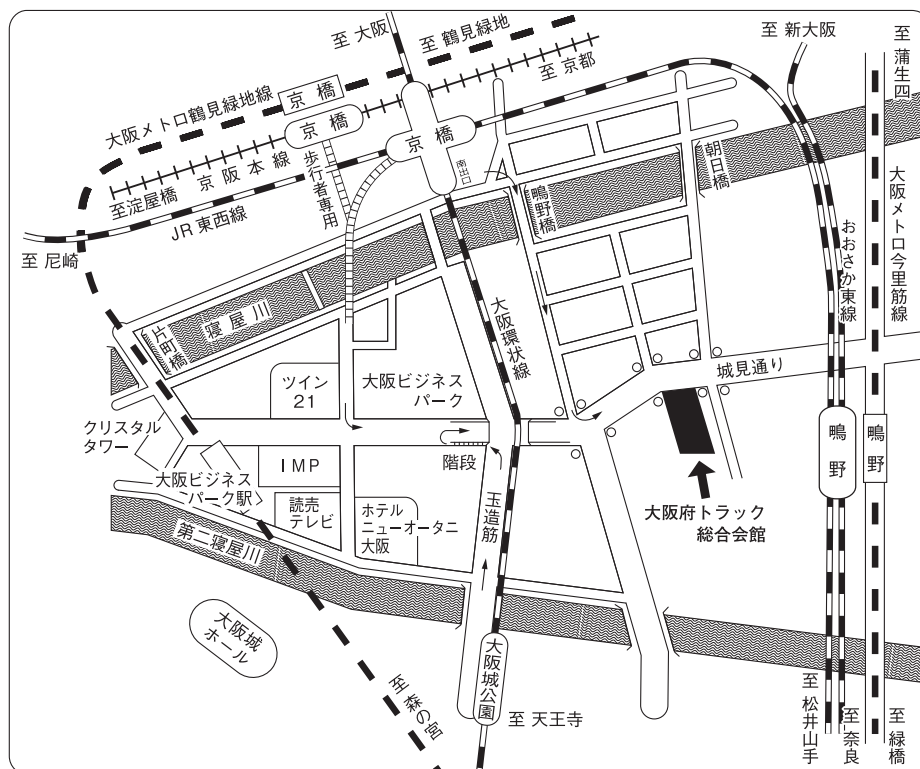 至 大阪
至 鶴見緑地
至 京都
至 新大阪
至 蒲生四
大阪メトロ鶴見緑地線
京橋
京橋
京橋
京阪本線
至淀屋橋
歩行者専用
南出口
JR東西線
至 尼崎
鴫野橋
朝日橋
大阪メトロ今里筋線
おおさか東線
片町橋
寝屋川
大阪環状線
城見通り
ツイン
21
大阪ビジネス
パーク
クリスタル
タワー
階段
鴫野
鴫野
IMP
大阪ビジネス
パーク駅
読売
テレビ
ホテル
ニューオータニ
大阪
玉造筋
大阪府トラック
総合会館
第二寝屋川
大阪城
ホール
大阪城公園
至 森の宮
至 天王寺
至 松井山手
至 奈良
至 緑橋